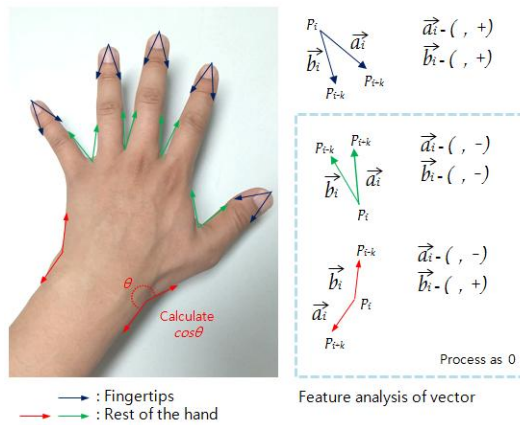 θ
Calculate
cosθ
: Fingertips
: Rest of the hand
Pᵢ
aᵢ→
bᵢ→
Pᵢ₊ₖ
Pᵢ₋ₖ
aᵢ→ - ( , +)
bᵢ→ - ( , +)
Pᵢ₋ₖ
Pᵢ₊ₖ
bᵢ→
aᵢ→
Pᵢ
aᵢ→ - ( , −)
bᵢ→ - ( , −)
Pᵢ₋ₖ
bᵢ→
Pᵢ
aᵢ→
Pᵢ₊ₖ
aᵢ→ - ( , −)
bᵢ→ - ( , +)
Process as 0
Feature analysis of vector